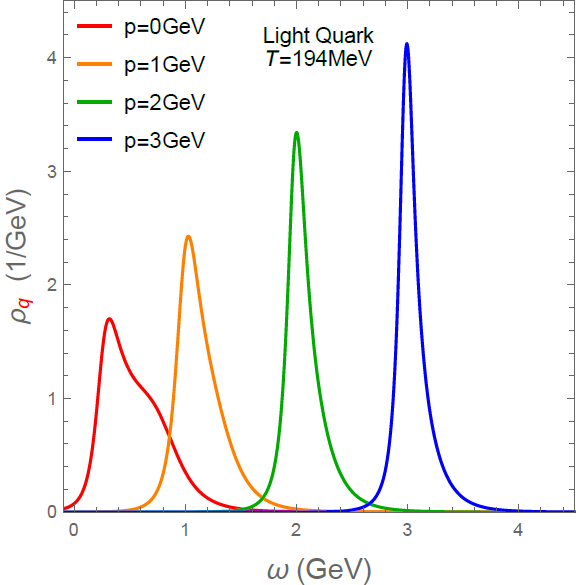 p=0GeV
p=1GeV
p=2GeV
p=3GeV
Light Quark
T=194MeV
ρq (1/GeV)
4
3
2
1
0
0 1 2 3 4
ω (GeV)